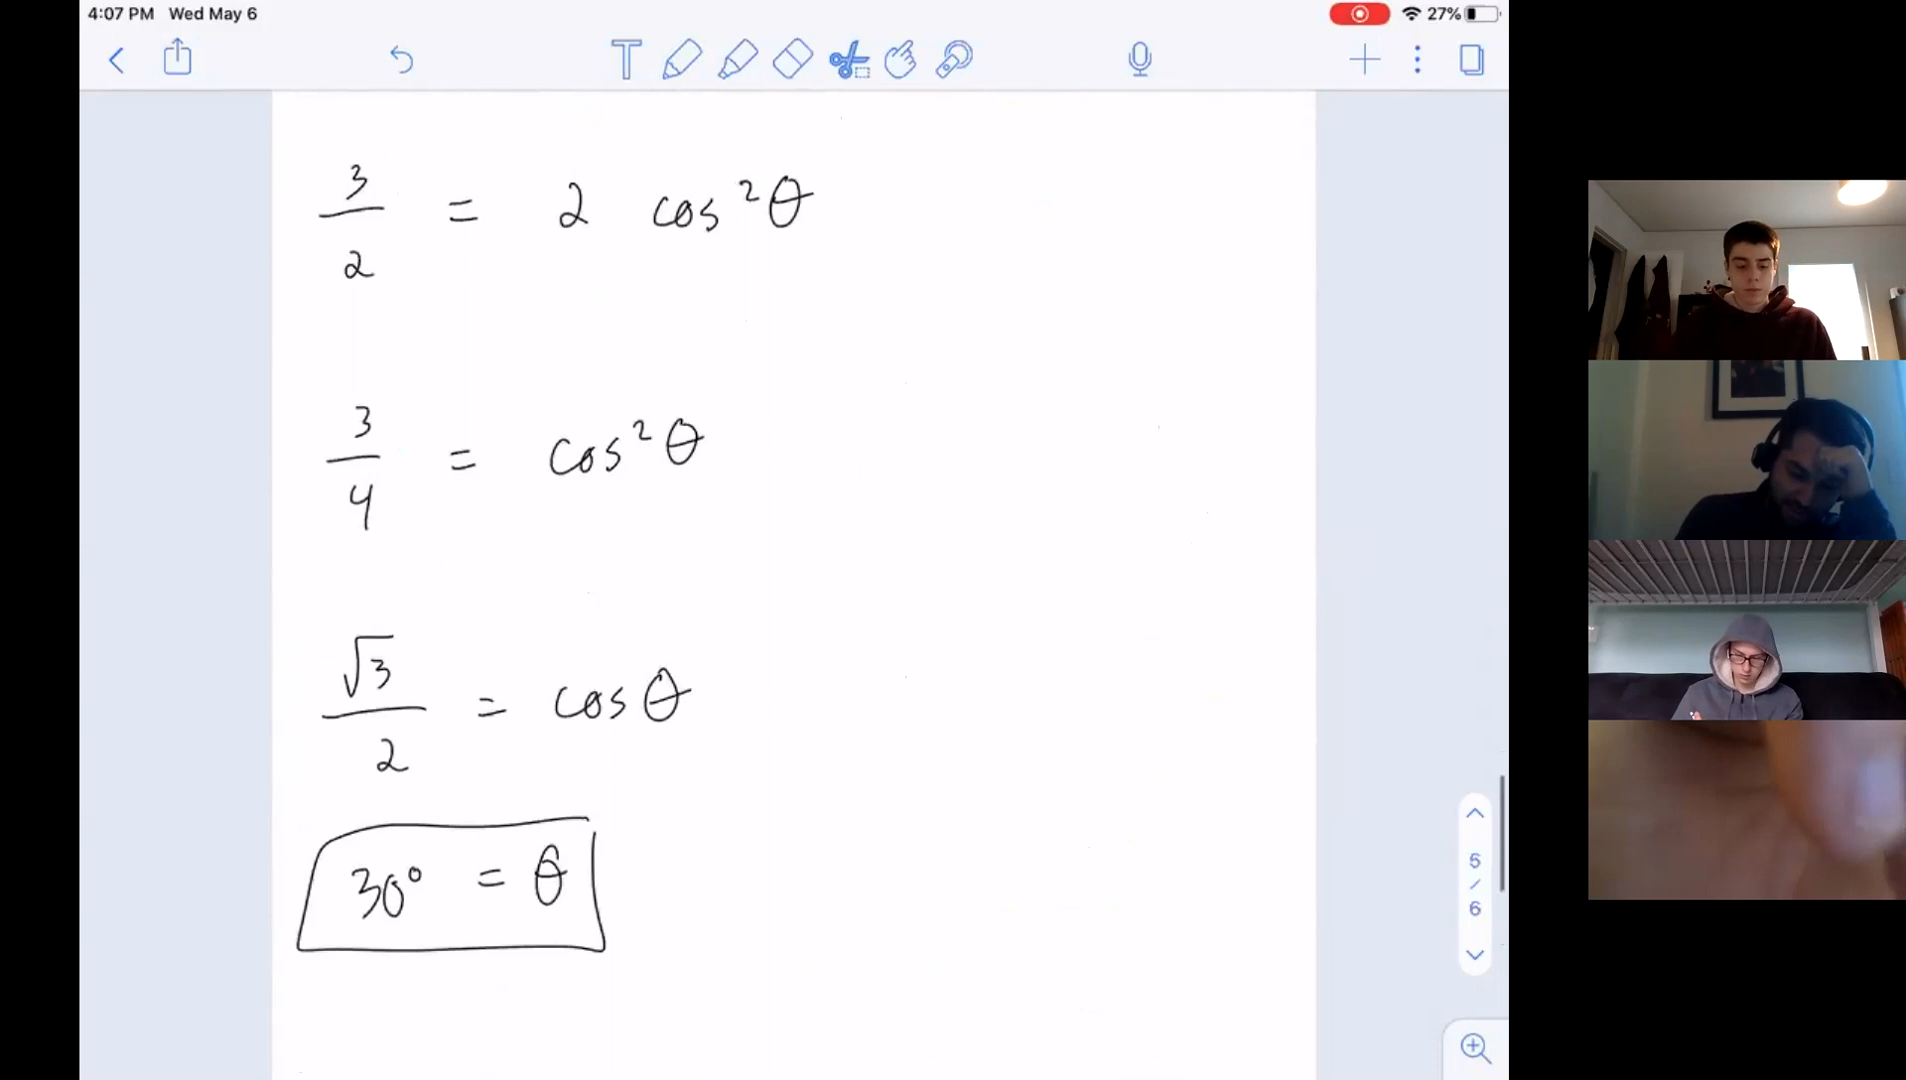 4:07 PM Wed May 6
27%
T
3/2 = 2 cos²θ
3/4 = cos²θ
√3/2 = cos θ
30° = θ
5
/
6